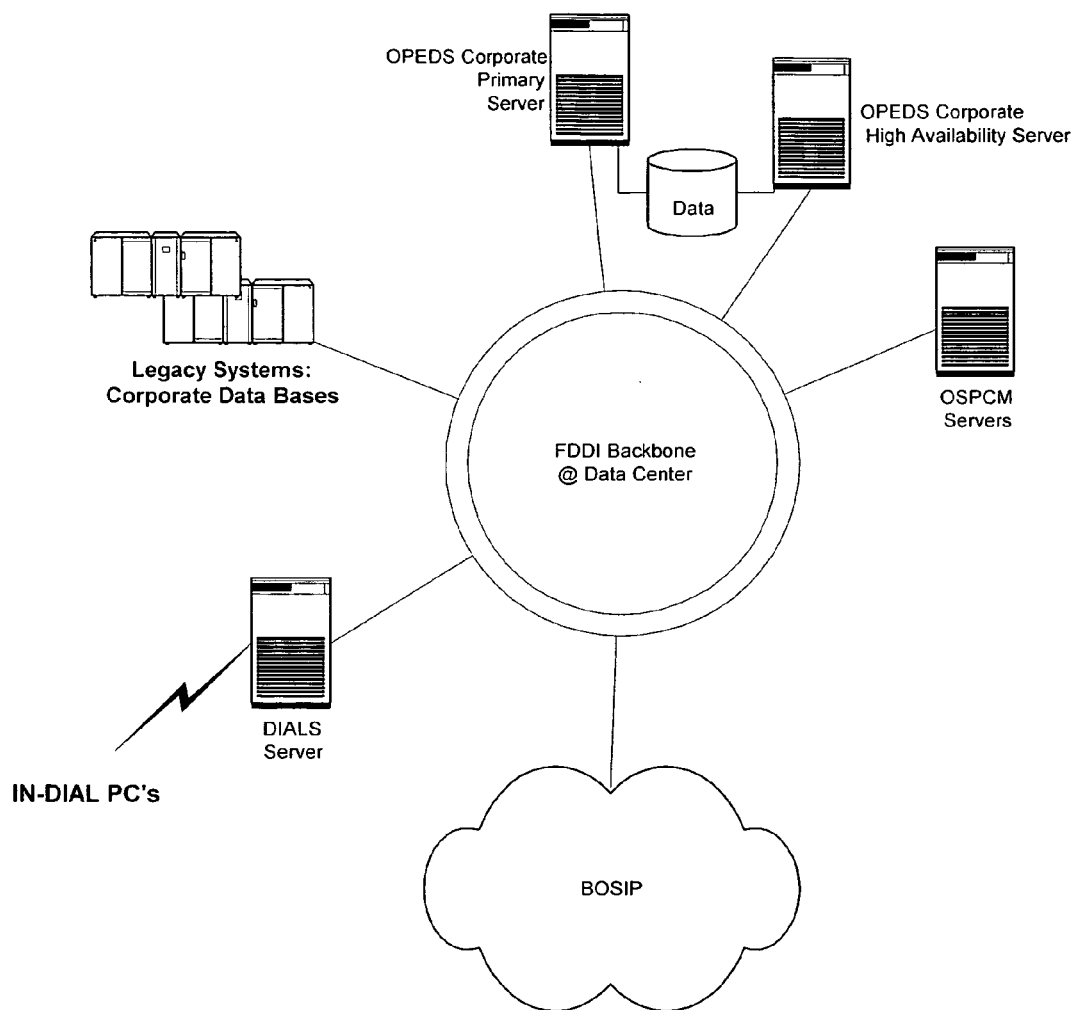 OPEDS Corporate
Primary
Server
OPEDS Corporate
High Availability Server
Data
Legacy Systems:
Corporate Data Bases
OSPCM
Servers
FDDI Backbone
@ Data Center
DIALS
Server
IN-DIAL PC's
BOSIP